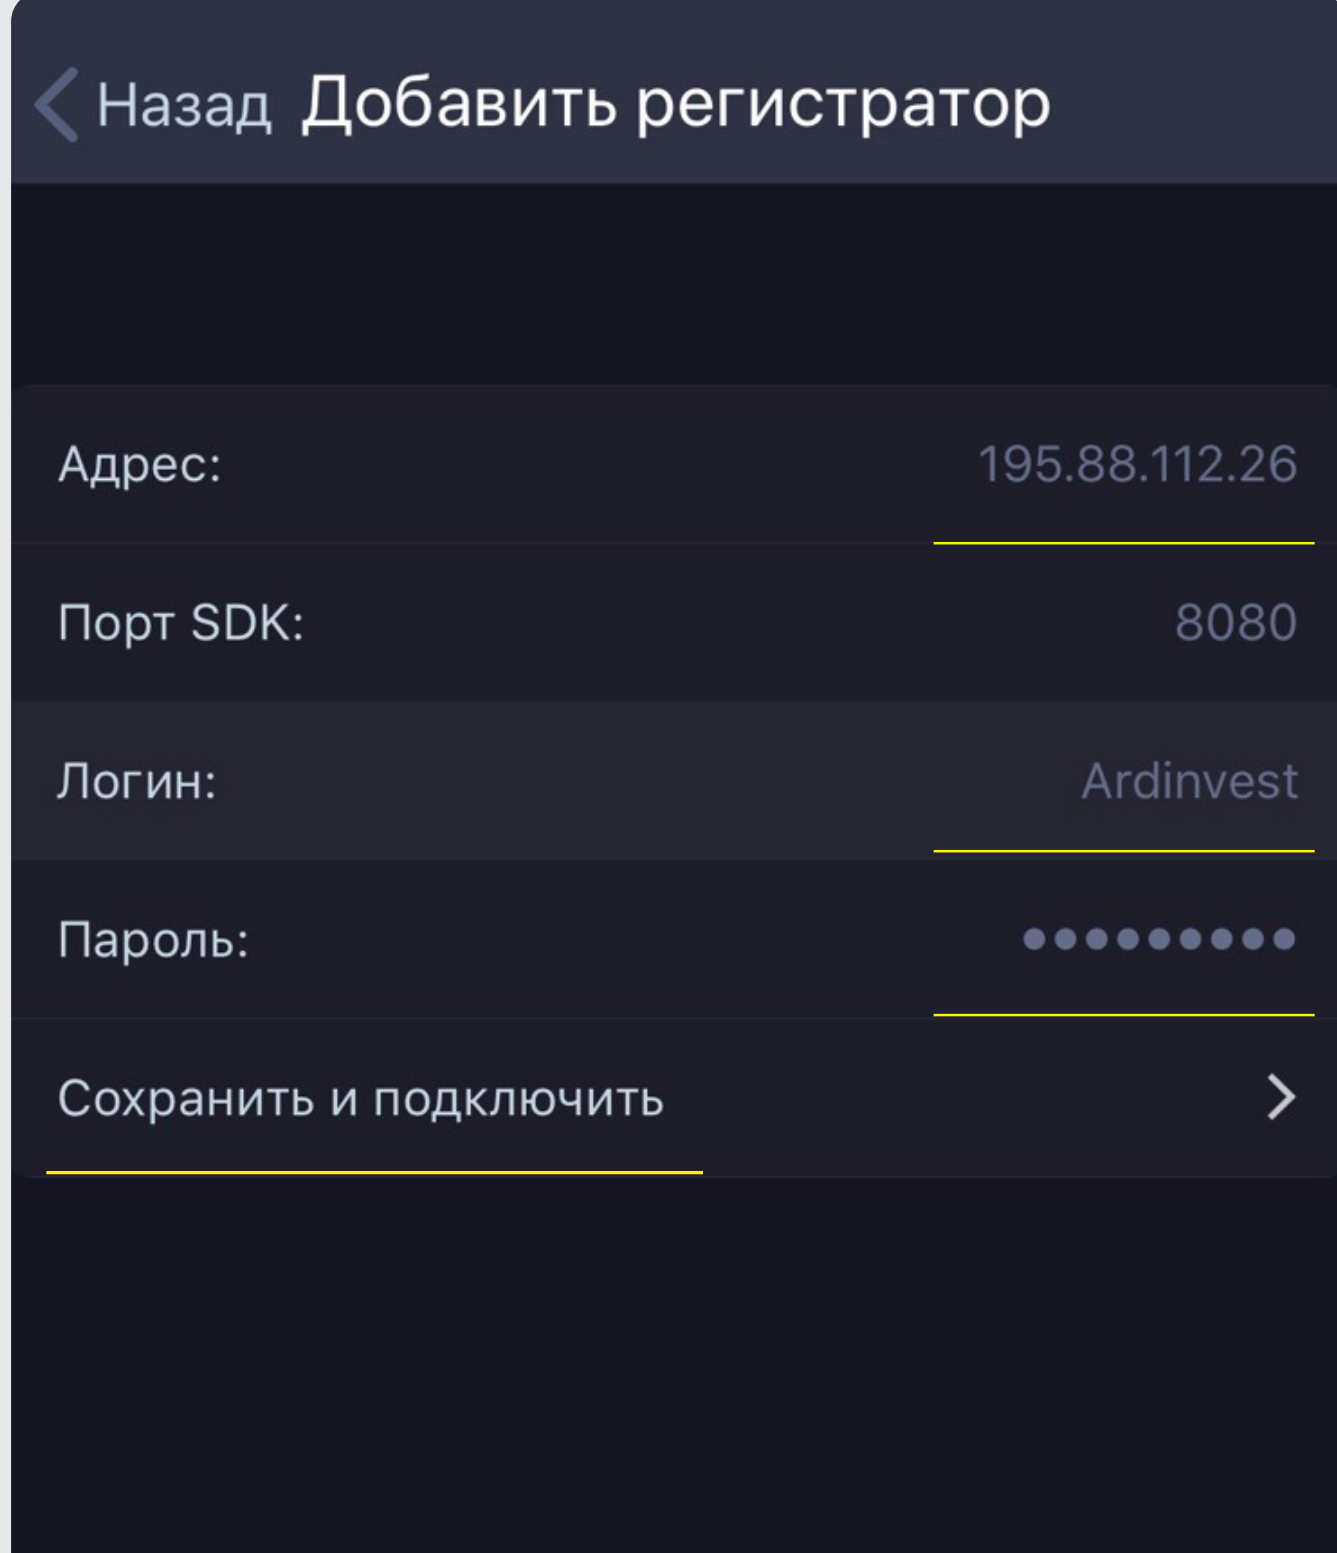 Назад Добавить регистратор
Адрес: 195.88.112.26
Порт SDK: 8080
Логин: Ardinvest
Пароль: •••••••••
Сохранить и подключить